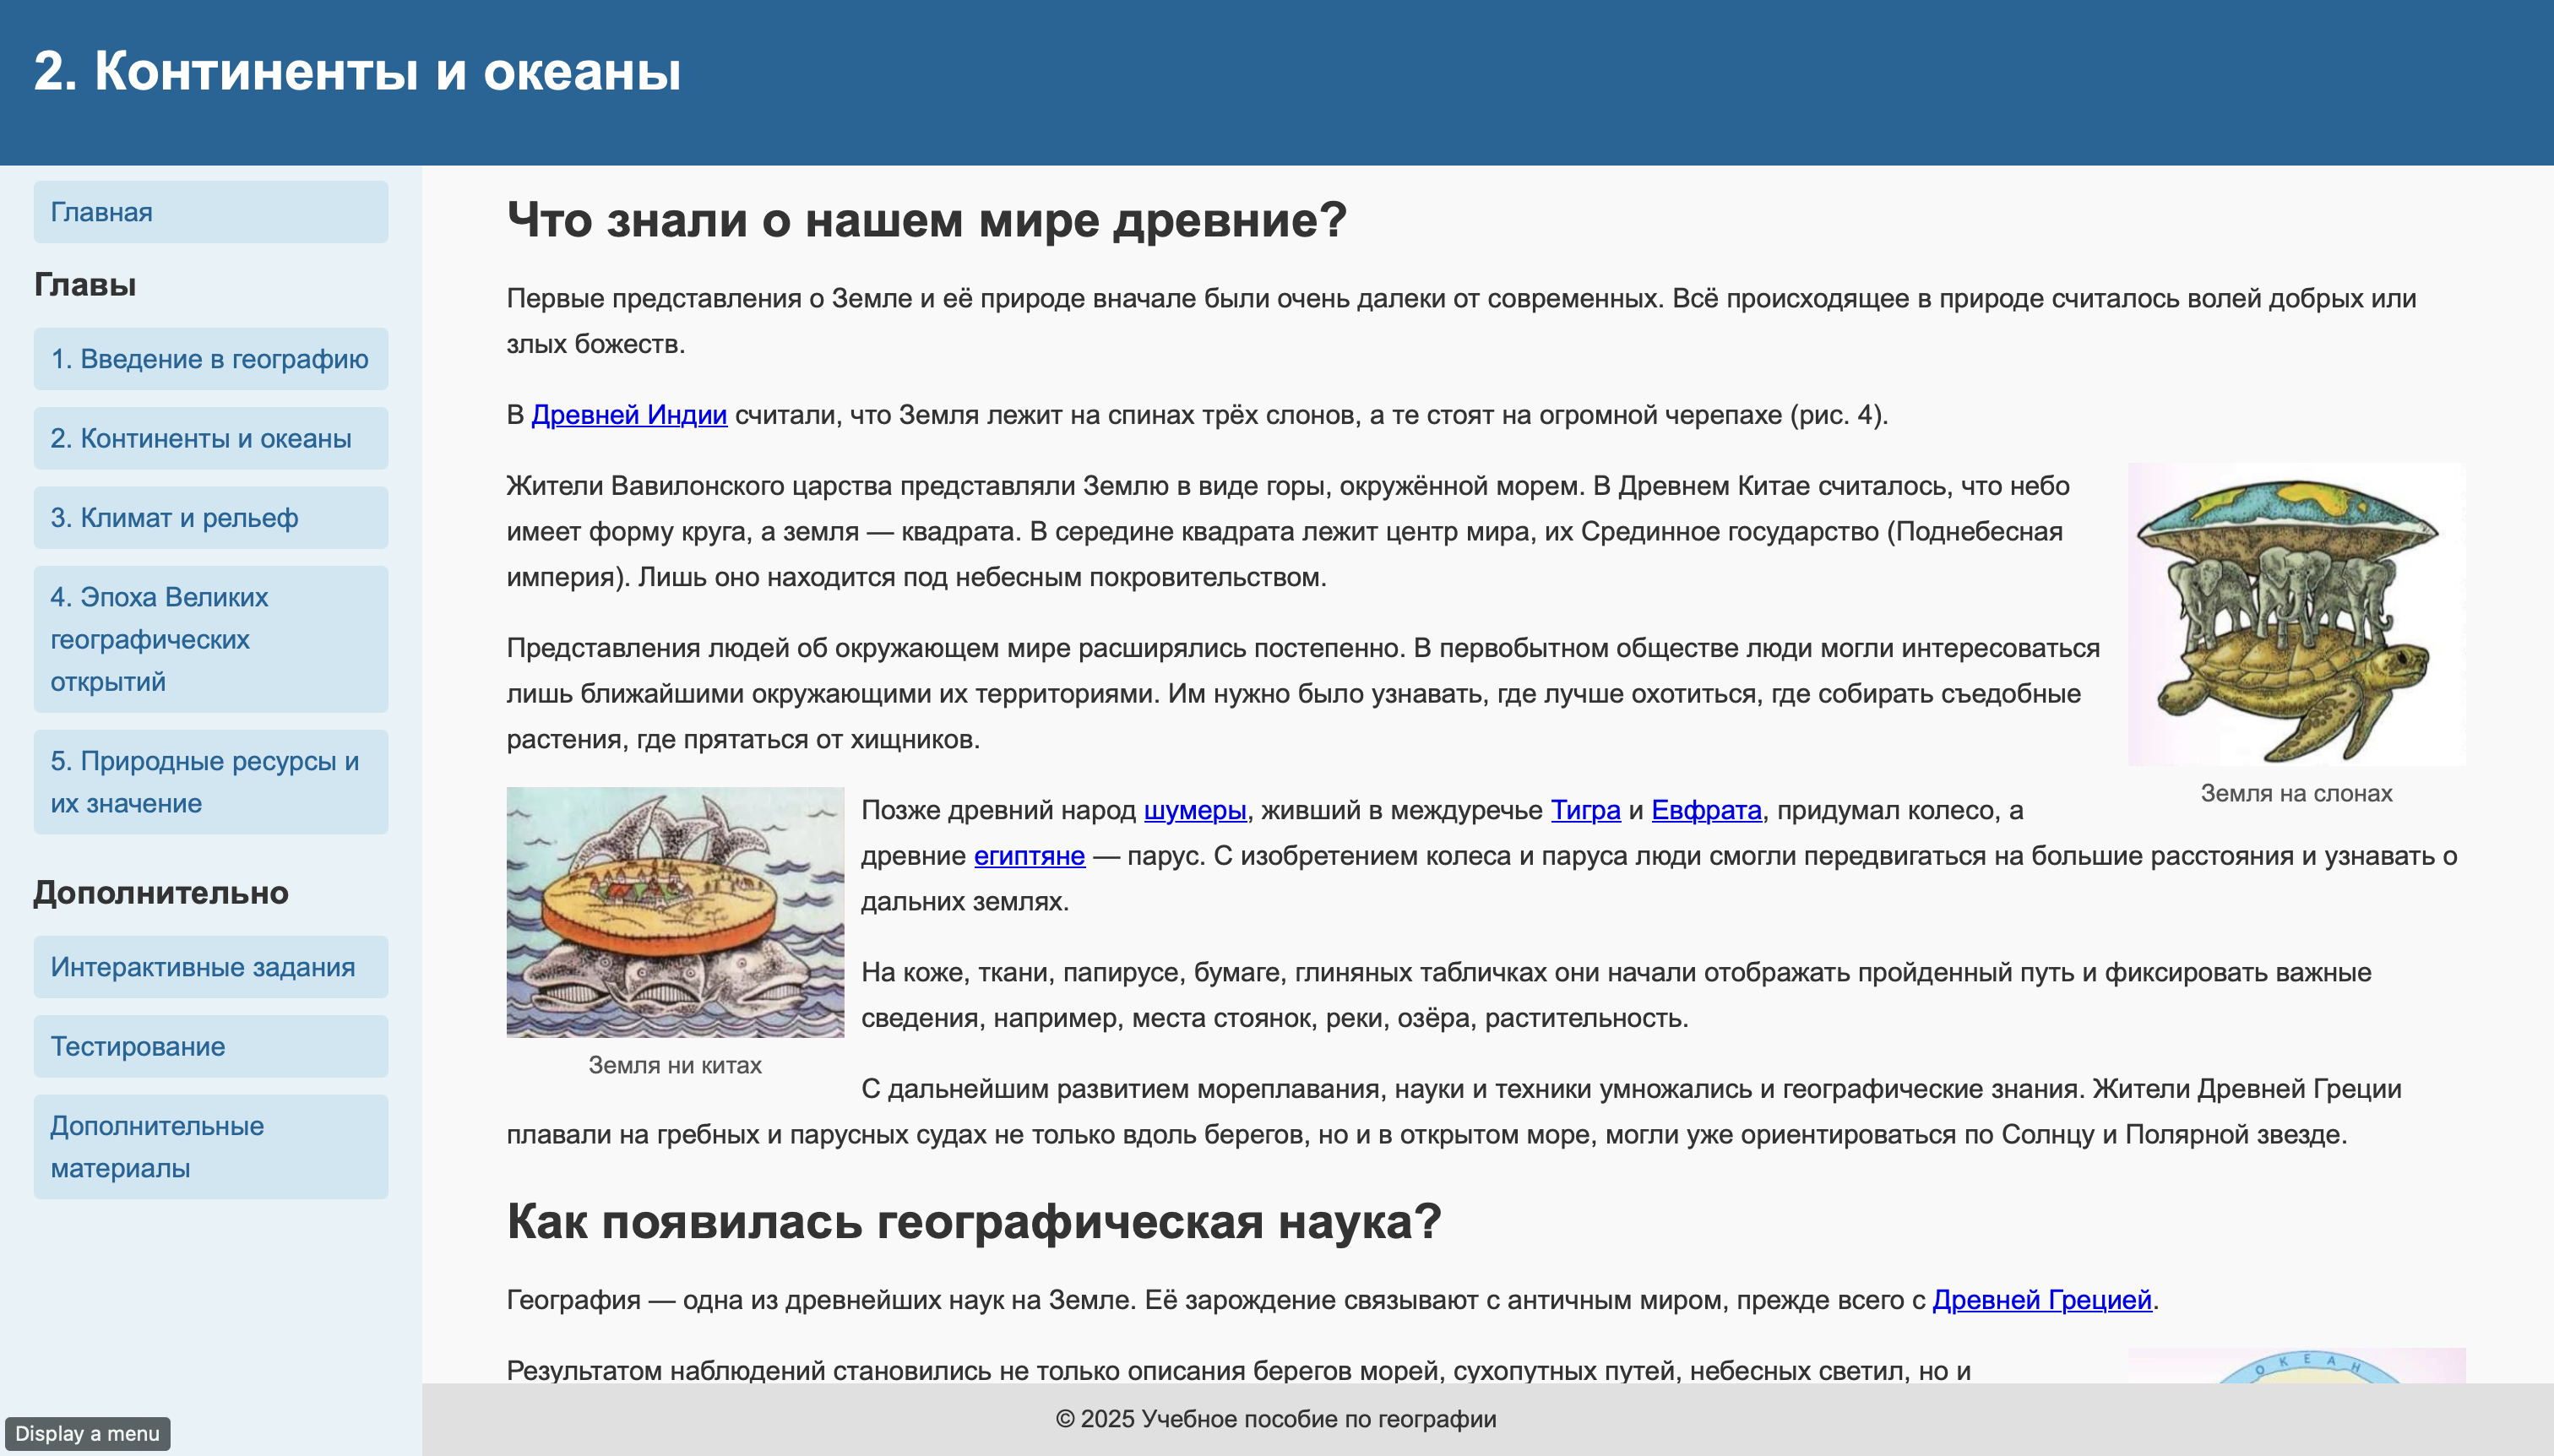 2. Континенты и океаны
Главная
Главы
1. Введение в географию
2. Континенты и океаны
3. Климат и рельеф
4. Эпоха Великих
географических
открытий
5. Природные ресурсы и
их значение
Дополнительно
Интерактивные задания
Тестирование
Дополнительные
материалы
Что знали о нашем мире древние?
Первые представления о Земле и её природе вначале были очень далеки от современных. Всё происходящее в природе считалось волей добрых или
злых божеств.
В Древней Индии считали, что Земля лежит на спинах трёх слонов, а те стоят на огромной черепахе (рис. 4).
Жители Вавилонского царства представляли Землю в виде горы, окружённой морем. В Древнем Китае считалось, что небо
имеет форму круга, а земля — квадрата. В середине квадрата лежит центр мира, их Срединное государство (Поднебесная
империя). Лишь оно находится под небесным покровительством.
Представления людей об окружающем мире расширялись постепенно. В первобытном обществе люди могли интересоваться
лишь ближайшими окружающими их территориями. Им нужно было узнавать, где лучше охотиться, где собирать съедобные
растения, где прятаться от хищников.
Земля на слонах
Позже древний народ шумеры, живший в междуречье Тигра и Евфрата, придумал колесо, а
древние египтяне — парус. С изобретением колеса и паруса люди смогли передвигаться на большие расстояния и узнавать о
дальних землях.
На коже, ткани, папирусе, бумаге, глиняных табличках они начали отображать пройденный путь и фиксировать важные
сведения, например, места стоянок, реки, озёра, растительность.
Земля ни китах
С дальнейшим развитием мореплавания, науки и техники умножались и географические знания. Жители Древней Греции
плавали на гребных и парусных судах не только вдоль берегов, но и в открытом море, могли уже ориентироваться по Солнцу и Полярной звезде.
Как появилась географическая наука?
География — одна из древнейших наук на Земле. Её зарождение связывают с античным миром, прежде всего с Древней Грецией.
Результатом наблюдений становились не только описания берегов морей, сухопутных путей, небесных светил, но и
ОКЕАН
© 2025 Учебное пособие по географии
Display a menu